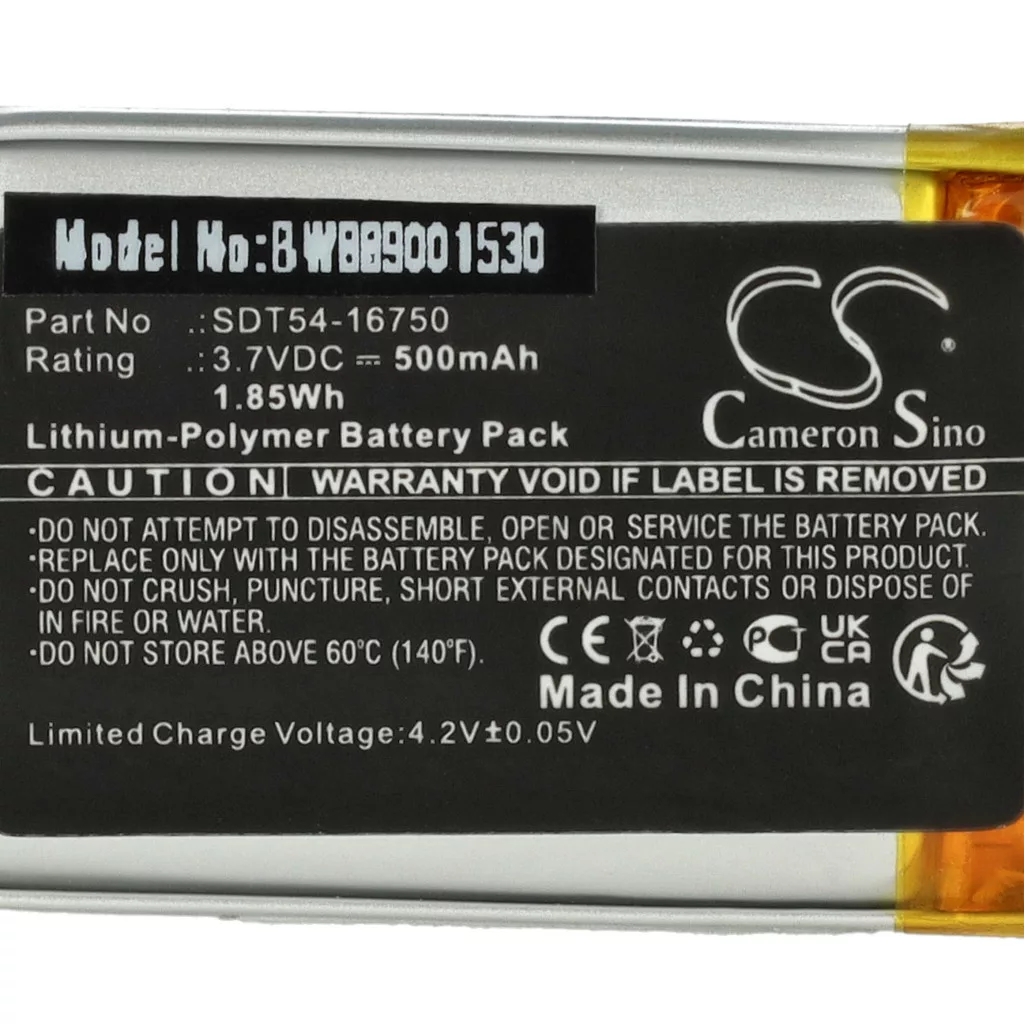 Model No:BW889001530
Part No .:SDT54-16750
Rating .:3.7VDC ⎓ 500mAh
1.85Wh
Lithium-Polymer Battery Pack
Cameron Sino
®
CAUTION WARRANTY VOID IF LABEL IS REMOVED
·DO NOT ATTEMPT TO DISASSEMBLE, OPEN OR SERVICE THE BATTERY PACK.
·REPLACE ONLY WITH THE BATTERY PACK DESIGNATED FOR THIS PRODUCT.
·DO NOT CRUSH, PUNCTURE, SHORT EXTERNAL CONTACTS OR DISPOSE OF
IN FIRE OR WATER.
·DO NOT STORE ABOVE 60°C (140°F).
CE UK
CA
Made In China
Limited Charge Voltage:4.2V±0.05V